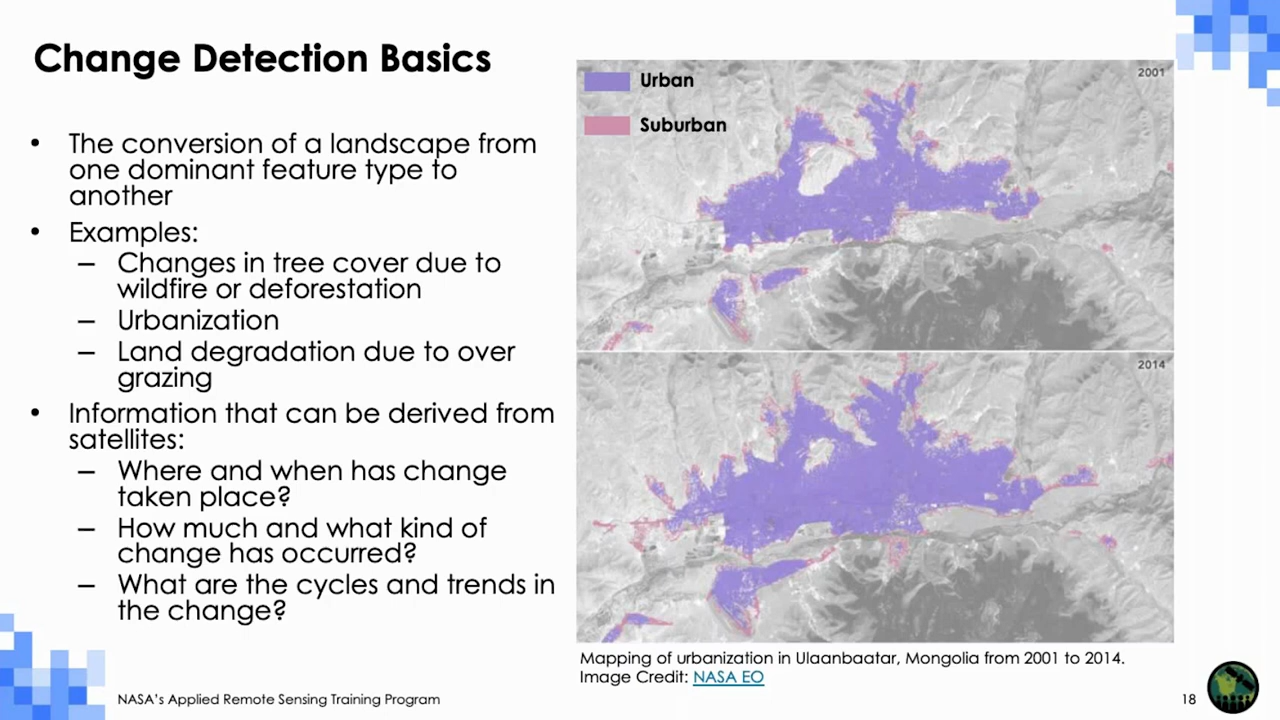 Change Detection Basics
• The conversion of a landscape from
one dominant feature type to
another
• Examples:
– Changes in tree cover due to
wildfire or deforestation
– Urbanization
– Land degradation due to over
grazing
• Information that can be derived from
satellites:
– Where and when has change
taken place?
– How much and what kind of
change has occurred?
– What are the cycles and trends in
the change?
Urban
Suburban
2001
2014
Mapping of urbanization in Ulaanbaatar, Mongolia from 2001 to 2014.
Image Credit: NASA EO
NASA's Applied Remote Sensing Training Program
18